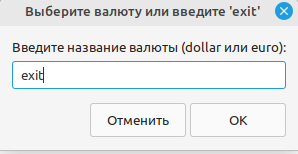 Выберите валюту или введите 'exit'
Введите название валюты (dollar или euro):
exit
Отменить
OK